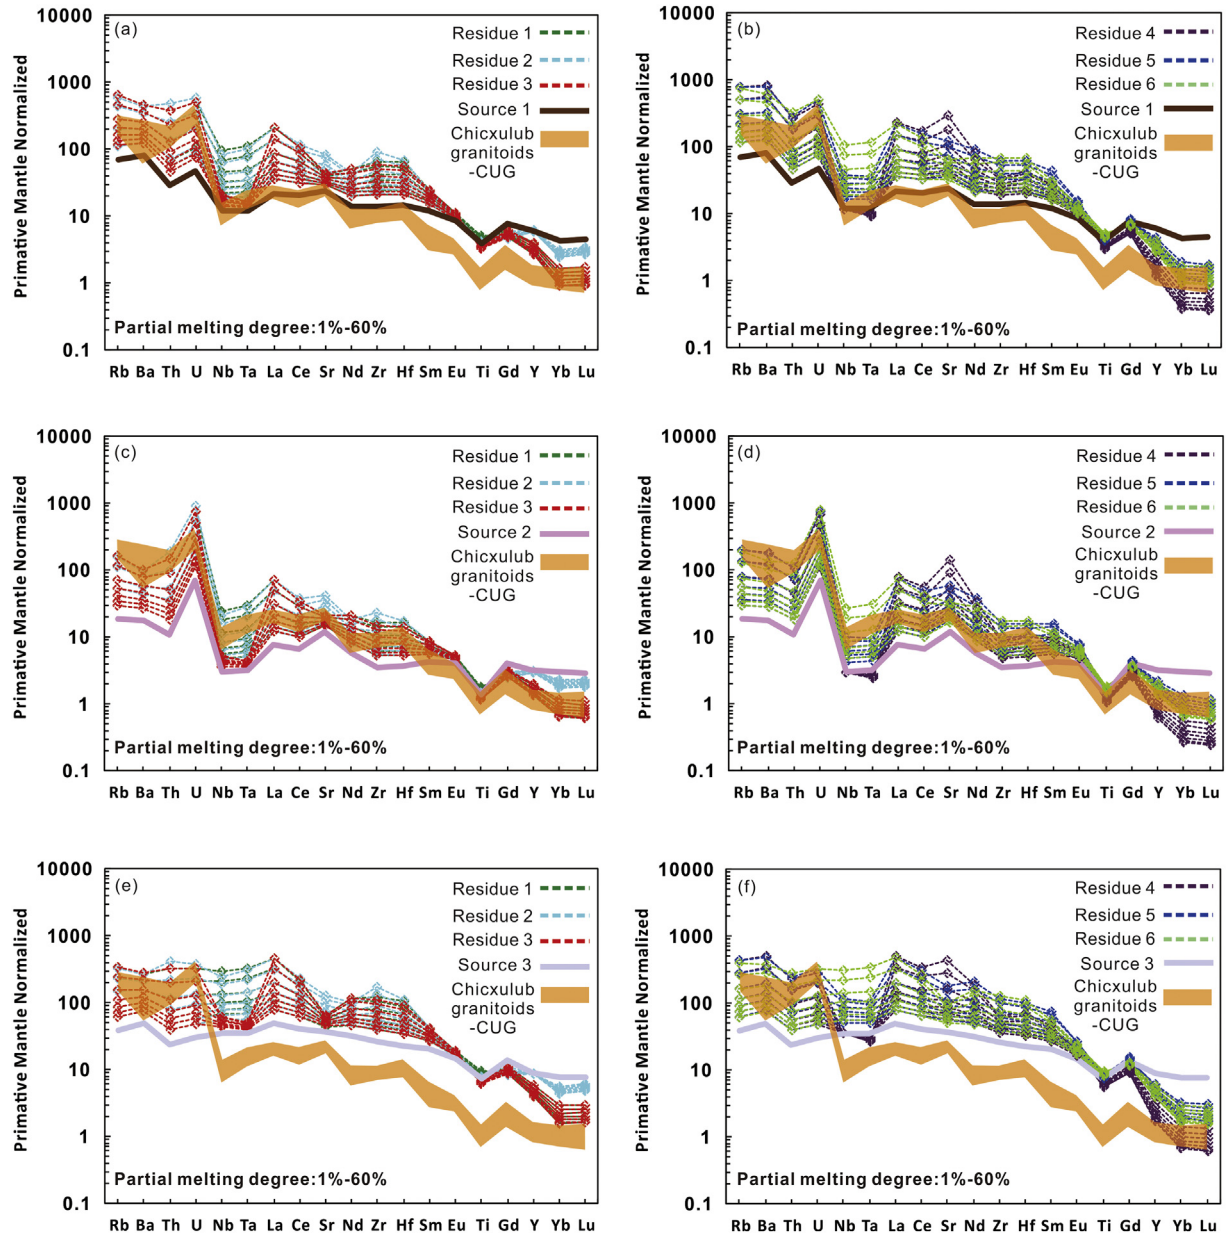 (a)
Primative Mantle Normalized
10000
1000
100
10
1
0.1
Residue 1
Residue 2
Residue 3
Source 1
Chicxulub
granitoids
-CUG
Partial melting degree:1%-60%
Rb Ba Th U Nb Ta La Ce Sr Nd Zr Hf Sm Eu Ti Gd Y Yb Lu
(b)
Primative Mantle Normalized
10000
1000
100
10
1
0.1
Residue 4
Residue 5
Residue 6
Source 1
Chicxulub
granitoids
-CUG
Partial melting degree:1%-60%
Rb Ba Th U Nb Ta La Ce Sr Nd Zr Hf Sm Eu Ti Gd Y Yb Lu
(c)
Primative Mantle Normalized
10000
1000
100
10
1
0.1
Residue 1
Residue 2
Residue 3
Source 2
Chicxulub
granitoids
-CUG
Partial melting degree:1%-60%
Rb Ba Th U Nb Ta La Ce Sr Nd Zr Hf Sm Eu Ti Gd Y Yb Lu
(d)
Primative Mantle Normalized
10000
1000
100
10
1
0.1
Residue 4
Residue 5
Residue 6
Source 2
Chicxulub
granitoids
-CUG
Partial melting degree:1%-60%
Rb Ba Th U Nb Ta La Ce Sr Nd Zr Hf Sm Eu Ti Gd Y Yb Lu
(e)
Primative Mantle Normalized
10000
1000
100
10
1
0.1
Residue 1
Residue 2
Residue 3
Source 3
Chicxulub
granitoids
-CUG
Partial melting degree:1%-60%
Rb Ba Th U Nb Ta La Ce Sr Nd Zr Hf Sm Eu Ti Gd Y Yb Lu
(f)
Primative Mantle Normalized
10000
1000
100
10
1
0.1
Residue 4
Residue 5
Residue 6
Source 3
Chicxulub
granitoids
-CUG
Partial melting degree:1%-60%
Rb Ba Th U Nb Ta La Ce Sr Nd Zr Hf Sm Eu Ti Gd Y Yb Lu